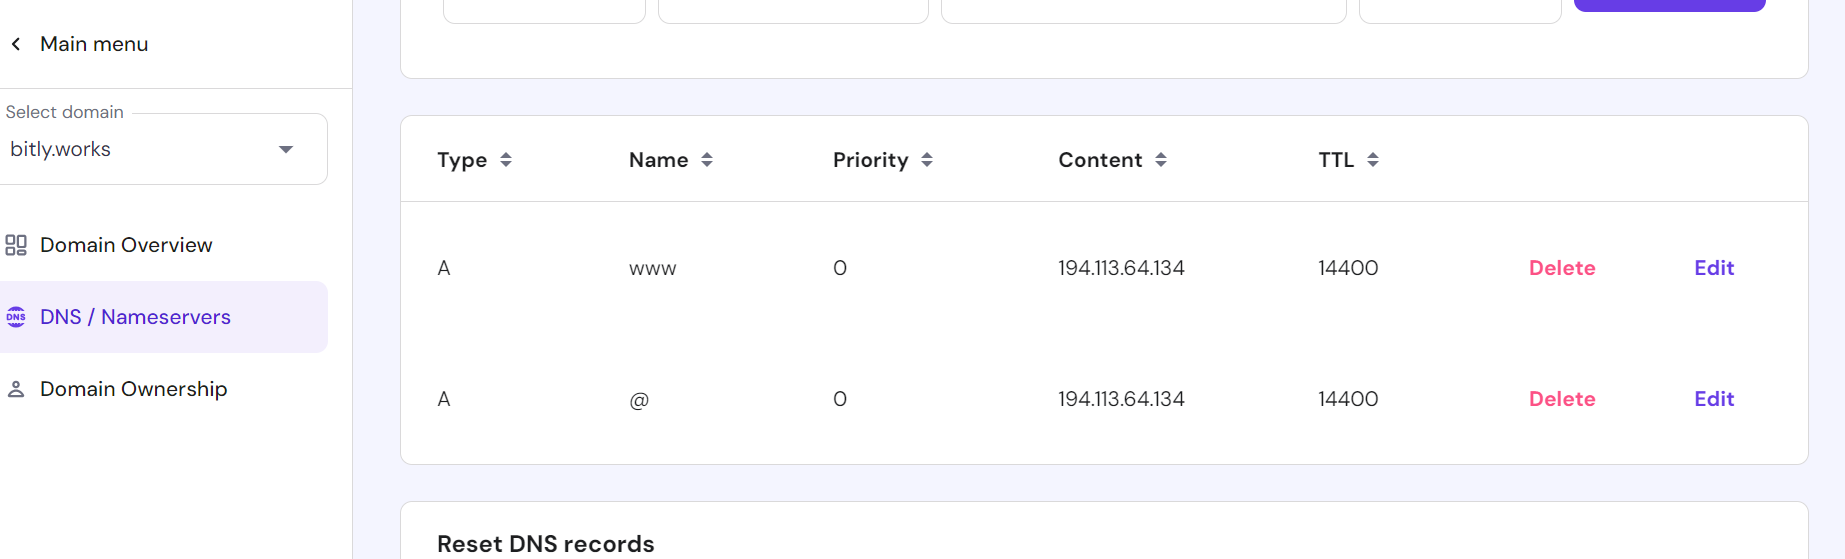 Main menu
Select domain
bitly.works
Domain Overview
DNS DNS / Nameservers
Domain Ownership
Type Name Priority Content TTL
A www 0 194.113.64.134 14400 Delete Edit
A @ 0 194.113.64.134 14400 Delete Edit
Reset DNS records